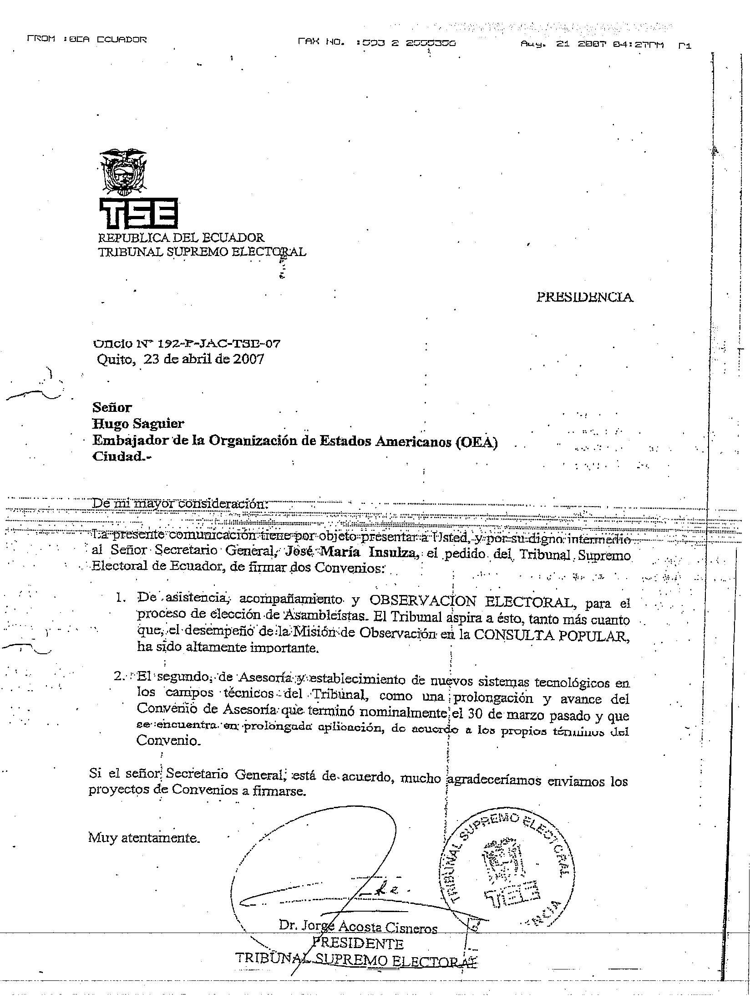 FROM : OEA ECUADOR FAX NO. : 593 2 2555356 Aug. 21 2007 04:27PM P1
TSE
REPUBLICA DEL ECUADOR
TRIBUNAL SUPREMO ELECTORAL
PRESIDENCIA
Oficio Nº 192-P-JAC-TSE-07
Quito, 23 de abril de 2007
Señor
Hugo Saguier
Embajador de la Organización de Estados Americanos (OEA)
Ciudad.-
De mi mayor consideración:
La presente comunicación tiene por objeto presentar a Usted, y por su digno intermedio
al Señor Secretario General, José María Insulza, el pedido del Tribunal Supremo
Electoral de Ecuador, de firmar dos Convenios:
1. De asistencia, acompañamiento y OBSERVACION ELECTORAL, para el
proceso de elección de Asambleístas. El Tribunal aspira a ésto, tanto más cuanto
que, el desempeño de la Misión de Observación en la CONSULTA POPULAR,
ha sido altamente importante.
2. El segundo, de Asesoría y establecimiento de nuevos sistemas tecnológicos en
los campos técnicos del Tribunal, como una prolongación y avance del
Convenio de Asesoría que terminó nominalmente el 30 de marzo pasado y que
se encuentra en prolongada aplicación, de acuerdo a los propios términos del
Convenio.
Si el señor Secretario General, está de acuerdo, mucho agradeceríamos enviarnos los
proyectos de Convenios a firmarse.
Muy atentamente.
TRIBUNAL SUPREMO ELECTORAL
TSE
Dr. Jorge Acosta Cisneros
PRESIDENTE
TRIBUNAL SUPREMO ELECTORAL